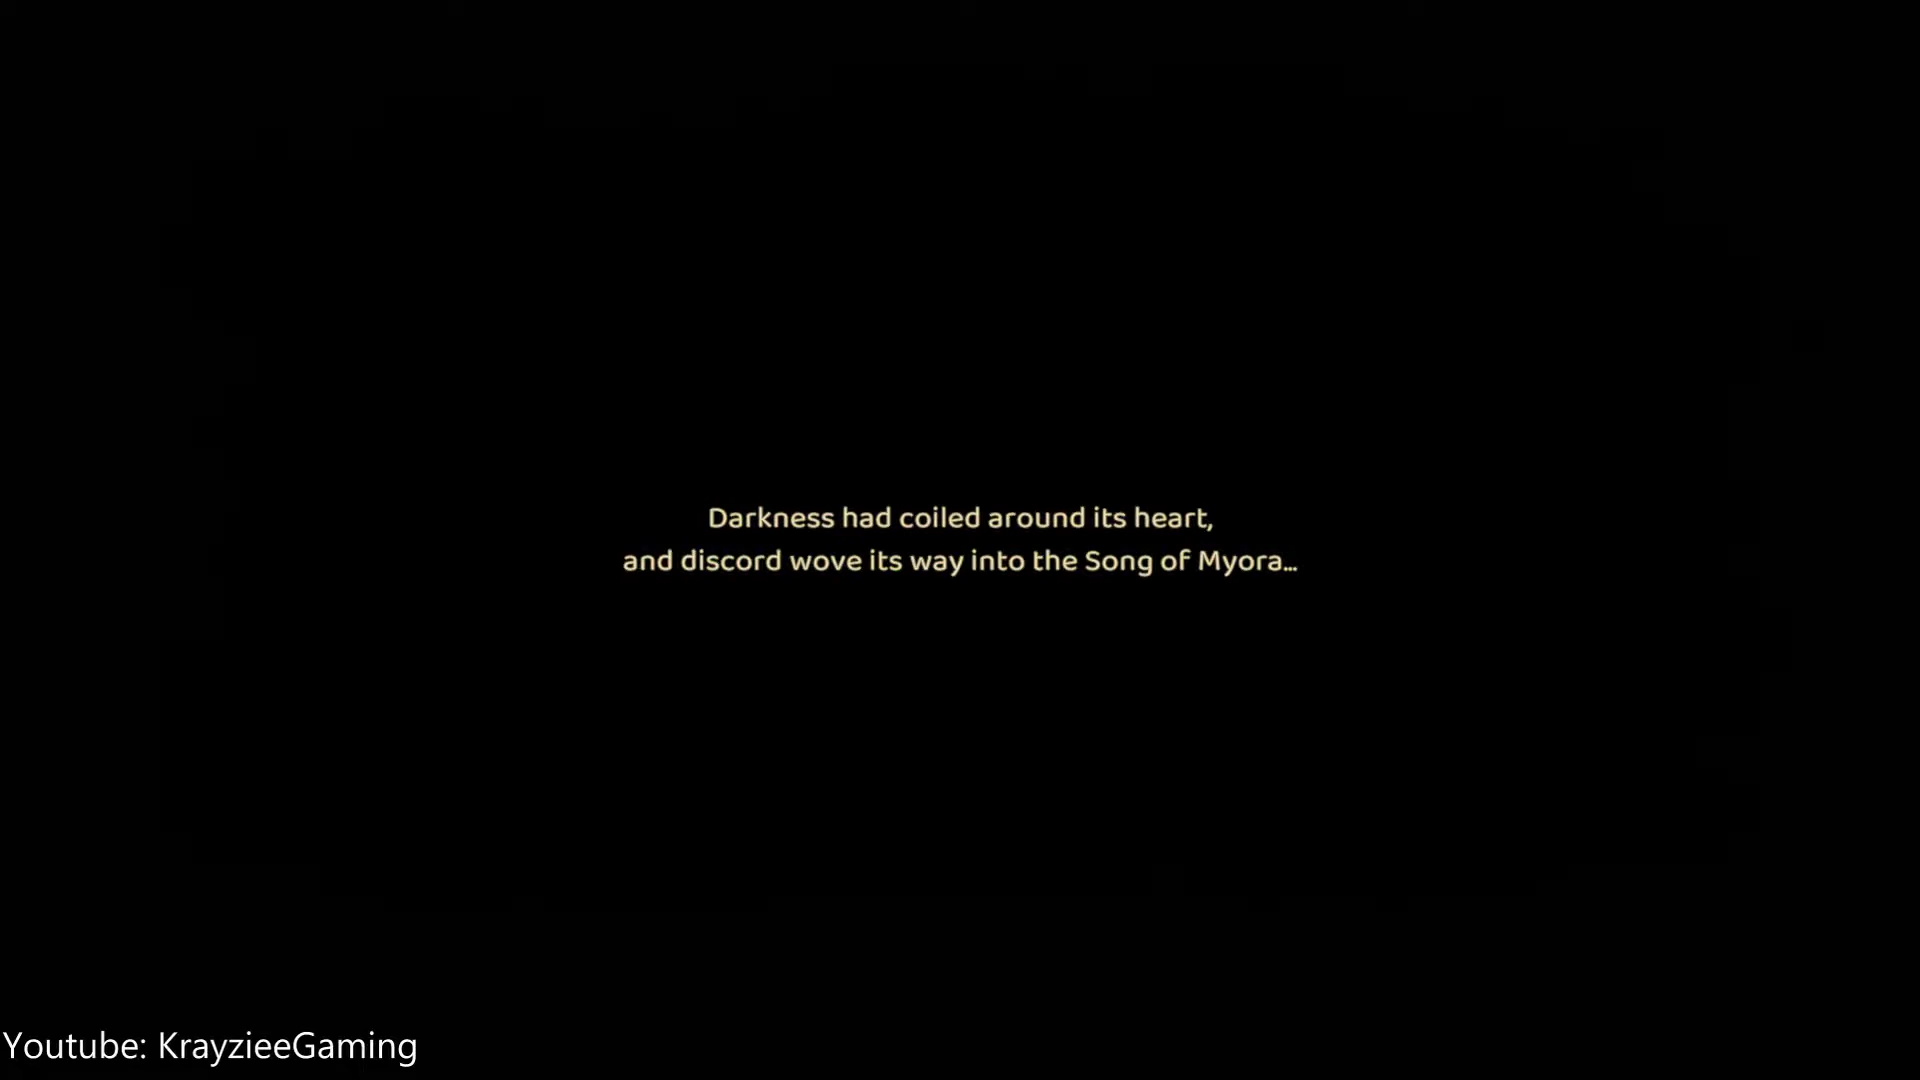 Darkness had coiled around its heart,
and discord wove its way into the Song of Myora...
Youtube: KrayzieeGaming